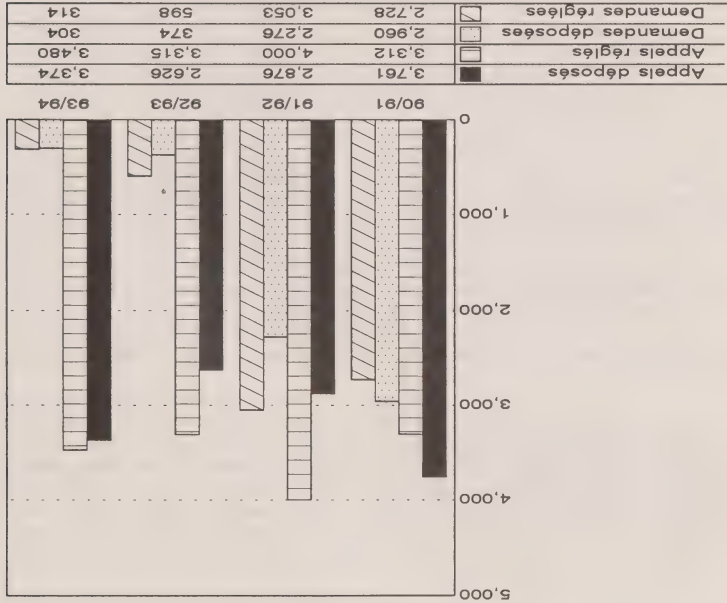 5,000
4,000
3,000
2,000
1,000
0
90/91 91/92 92/93 93/94
Appels déposés 3,761 2,876 2,626 3,374
Appels réglés 3,312 4,000 3,315 3,480
Demandes déposées 2,960 2,276 374 304
Demandes réglées 2,728 3,053 598 314